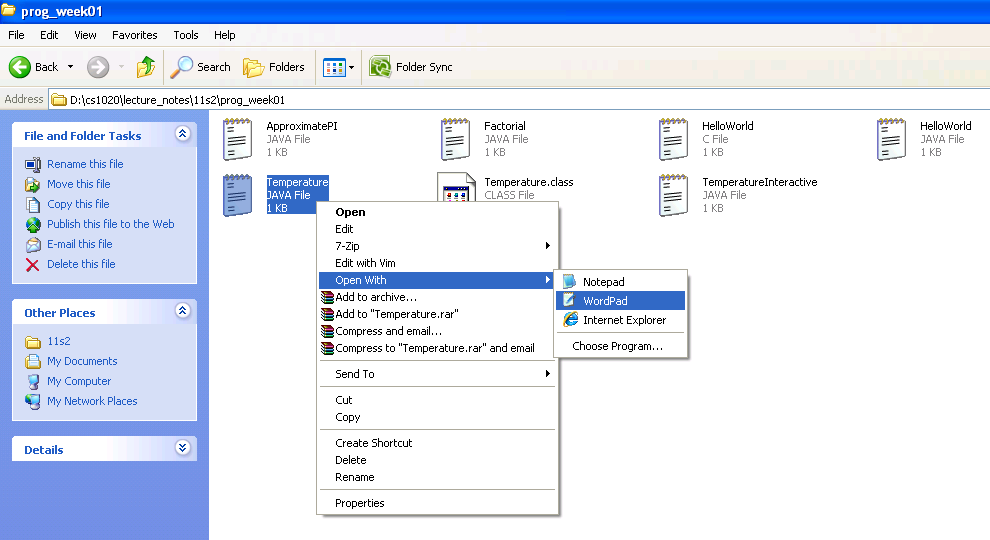 prog_week01
File Edit View Favorites Tools Help
Back Search Folders Folder Sync
Address D:\cs1020\lecture_notes\11s2\prog_week01
File and Folder Tasks
Rename this file
Move this file
Copy this file
Publish this file to the Web
E-mail this file
Delete this file
Other Places
11s2
My Documents
My Computer
My Network Places
Details
ApproximatePI
JAVA File
1 KB
Factorial
JAVA File
1 KB
HelloWorld
C File
1 KB
HelloWorld
JAVA File
1 KB
Temperature
JAVA File
1 KB
Temperature.class
CLASS File
TemperatureInteractive
JAVA File
1 KB
Open
Edit
7-Zip
Edit with Vim
Open With
Add to archive...
Add to "Temperature.rar"
Compress and email...
Compress to "Temperature.rar" and email
Send To
Cut
Copy
Create Shortcut
Delete
Rename
Properties
Notepad
WordPad
Internet Explorer
Choose Program...